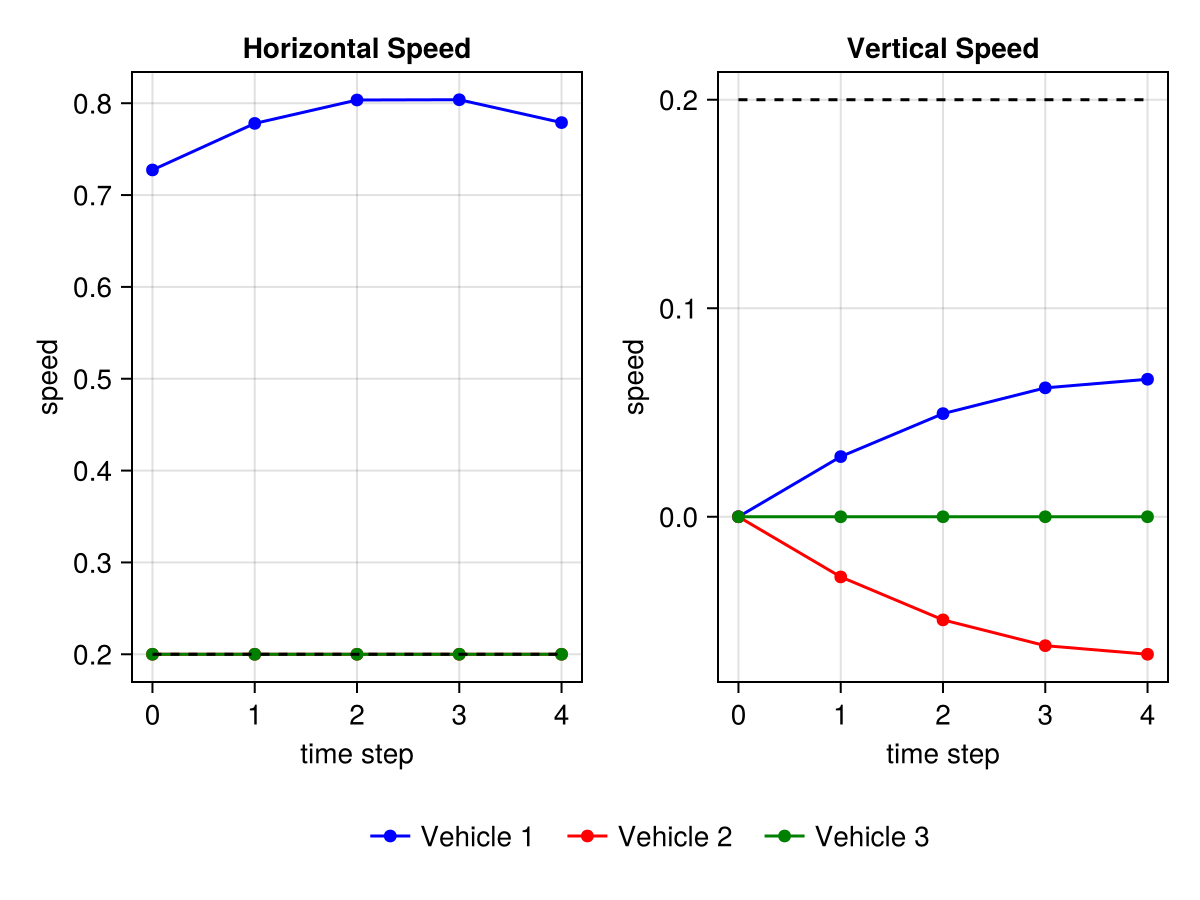 Horizontal Speed
0.8
0.7
0.6
0.5
0.4
0.3
0.2
speed
0 1 2 3 4
time step
Vertical Speed
0.2
0.1
0.0
speed
0 1 2 3 4
time step
Vehicle 1 Vehicle 2 Vehicle 3